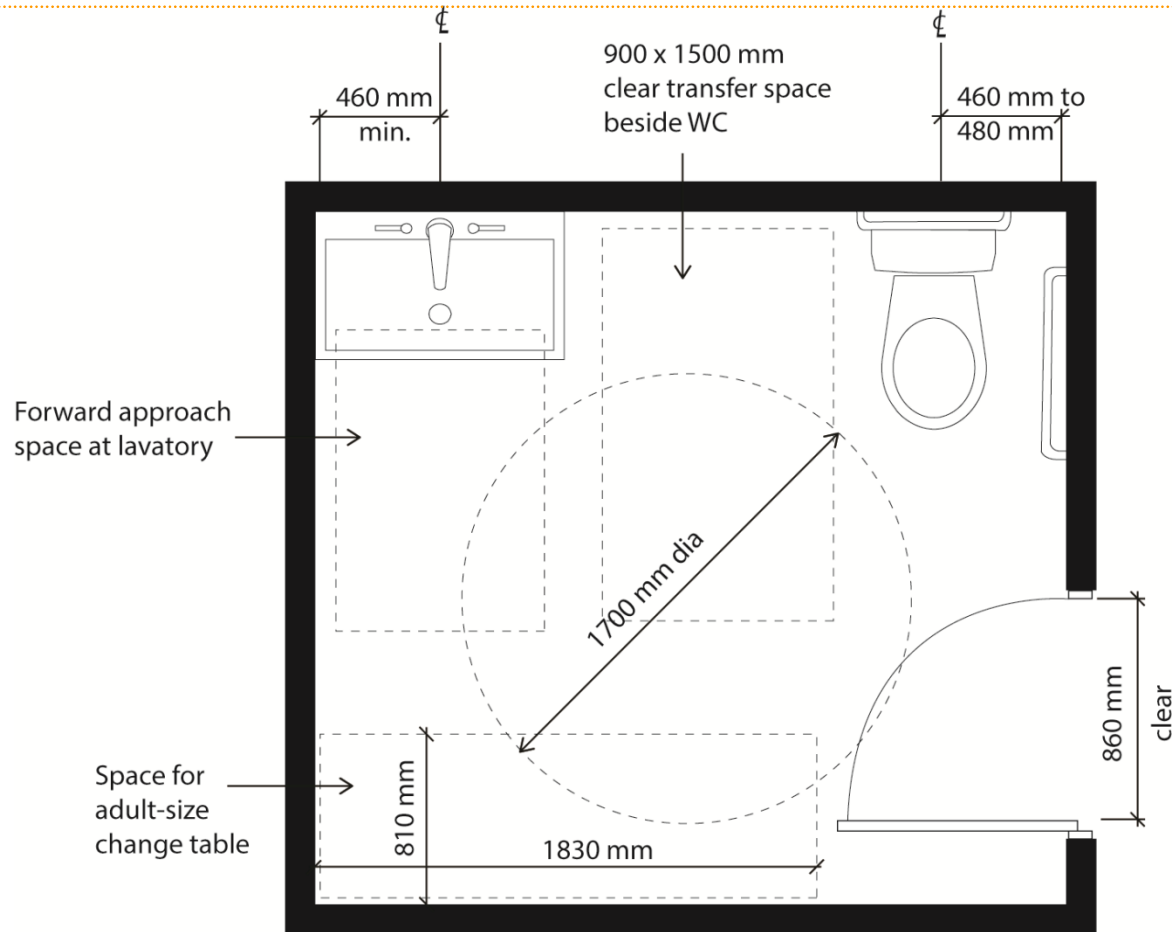 ℄
℄
900 x 1500 mm
clear transfer space
beside WC
460 mm
min.
460 mm to
480 mm
Forward approach
space at lavatory
1700 mm dia
860 mm
clear
Space for
adult-size
change table
810 mm
1830 mm